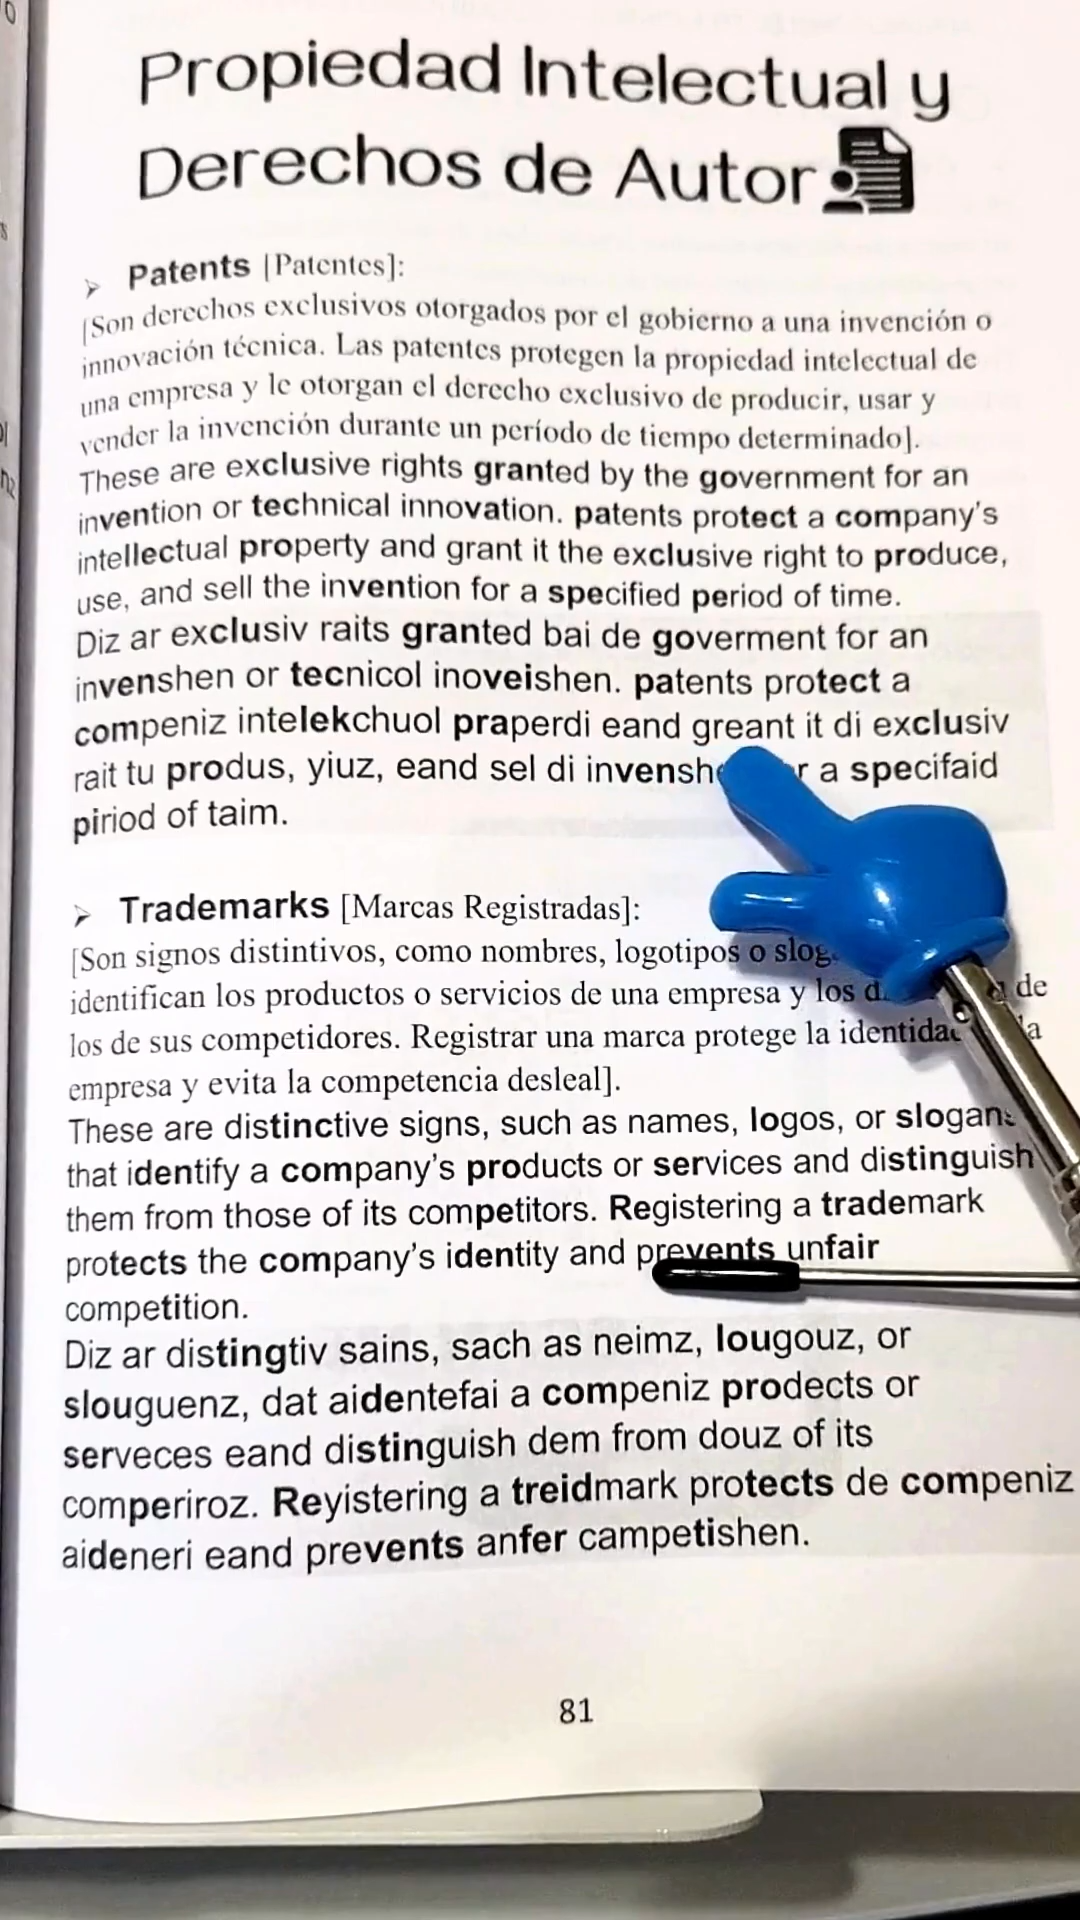 Propiedad Intelectual y
Derechos de Autor
➢ Patents [Patentes]:
[Son derechos exclusivos otorgados por el gobierno a una invención o
innovación técnica. Las patentes protegen la propiedad intelectual de
una empresa y le otorgan el derecho exclusivo de producir, usar y
vender la invención durante un período de tiempo determinado].
These are exclusive rights granted by the government for an
invention or technical innovation. patents protect a company's
intellectual property and grant it the exclusive right to produce,
use, and sell the invention for a specified period of time.
Diz ar exclusiv raits granted bai de goverment for an
invenshen or tecnicol inoveishen. patents protect a
compeniz intelekchuol praperdi eand greant it di exclusiv
rait tu produs, yiuz, eand sel di a specifaid
piriod of taim.
➢ Trademarks [Marcas Registradas]:
[Son signos distintivos, como nombres, logotipos o
identifican los productos o servicios de una empresa y los de
los de sus competidores. Registrar una marca protege la
empresa y evita la competencia desleal].
These are distinctive signs, such as names, logos, or slogans
that identify a company's products or services and distinguish
them from those of its competitors. Registering a trademark
protects the company's identity and prevents unfair
competition.
Diz ar distingtiv sains, sach as neimz, lougouz, or
slouguenz, dat aidentefai a compeniz prodects or
serveces eand distinguish dem from douz of its
comperiroz. Reyistering a treidmark protects de compeniz
aideneri eand prevents anfer campetishen.
81